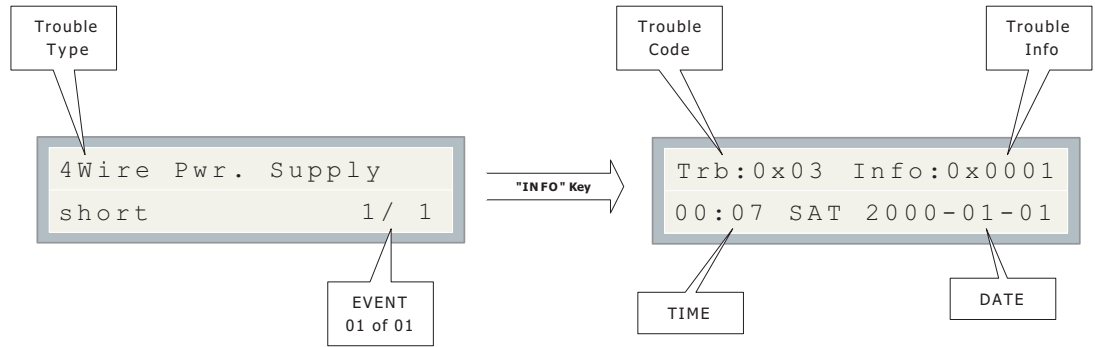 Trouble
Type
Trouble
Code
Trouble
Info
4Wire Pwr. Supply
short 1/ 1
"INFO" Key
Trb:0x03 Info:0x0001
00:07 SAT 2000-01-01
EVENT
01 of 01
TIME
DATE